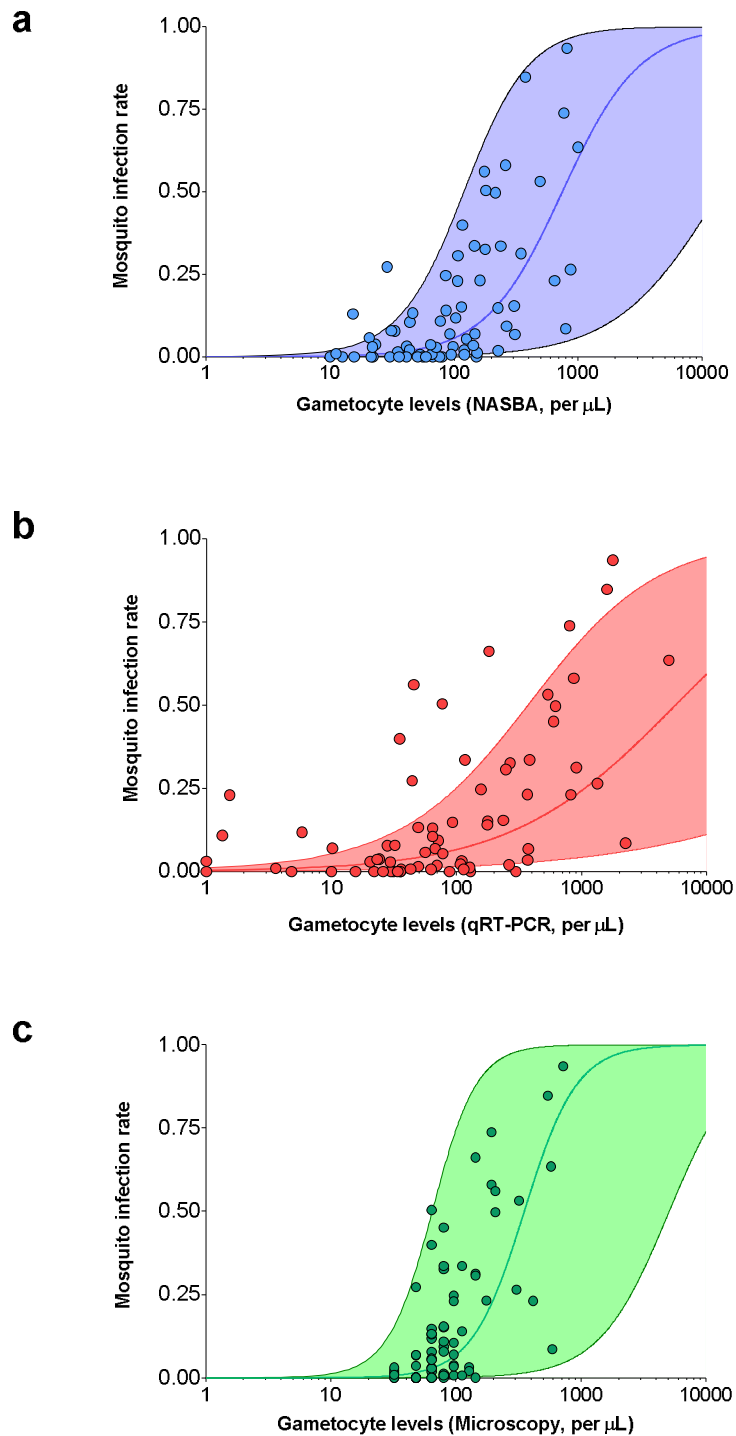 a
1.00
0.75
0.50
0.25
0.00
Mosquito infection rate
1 10 100 1000 10000
Gametocyte levels (NASBA, per μL)
b
1.00
0.75
0.50
0.25
0.00
Mosquito infection rate
1 10 100 1000 10000
Gametocyte levels (qRT-PCR, per μL)
c
1.00
0.75
0.50
0.25
0.00
Mosquito infection rate
1 10 100 1000 10000
Gametocyte levels (Microscopy, per μL)